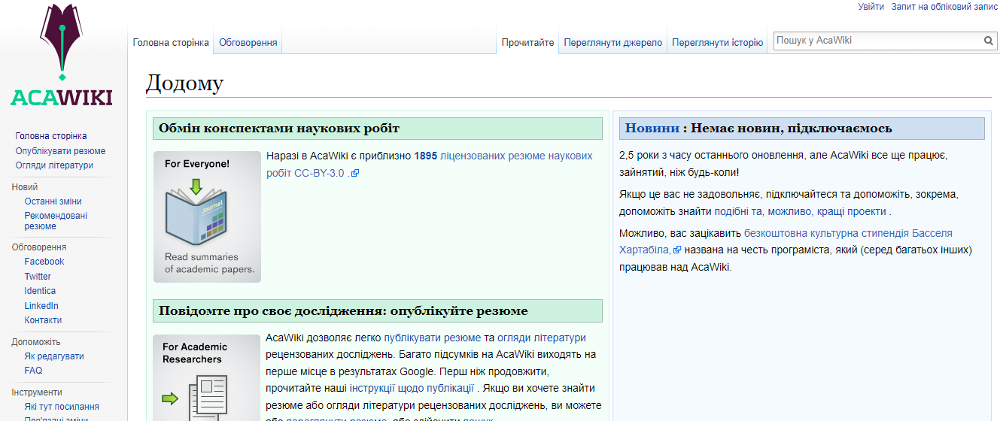 Увійти Запит на обліковий запис
ACAWIKI
Головна сторінка Обговорення Прочитайте Переглянути джерело Переглянути історію Пошук у AcaWiki
Додому
Головна сторінка
Опублікувати резюме
Огляди літератури
Новий
Останні зміни
Рекомендовані
резюме
Обговорення
Facebook
Twitter
Identica
LinkedIn
Контакти
Допоможіть
Як редагувати
FAQ
Інструменти
Які тут посилання
Пов'язані зміни
Обмін конспектами наукових робіт
For Everyone!
Journal
Read summaries
of academic papers.
Наразі в AcaWiki є приблизно 1895 ліцензованих резюме наукових
робіт CC-BY-3.0 .
Повідомте про своє дослідження: опублікуйте резюме
For Academic
Researchers
AcaWiki дозволяє легко публікувати резюме та огляди літератури
рецензованих досліджень. Багато підсумків на AcaWiki виходять на
перше місце в результатах Google. Перш ніж продовжити,
прочитайте наші інструкції щодо публікації . Якщо ви хочете знайти
резюме або огляди літератури рецензованих досліджень, ви можете
або переглянути резюме, або здійснити пошук
Новини : Немає новин, підключаємось
2,5 роки з часу останнього оновлення, але AcaWiki все ще працює,
зайнятий, ніж будь-коли!
Якщо це вас не задовольняє, підключайтеся та допоможіть, зокрема,
допоможіть знайти подібні та, можливо, кращі проекти .
Можливо, вас зацікавить безкоштовна культурна стипендія Басселя
Хартабіла, названа на честь програміста, який (серед багатьох інших)
працював над AcaWiki.